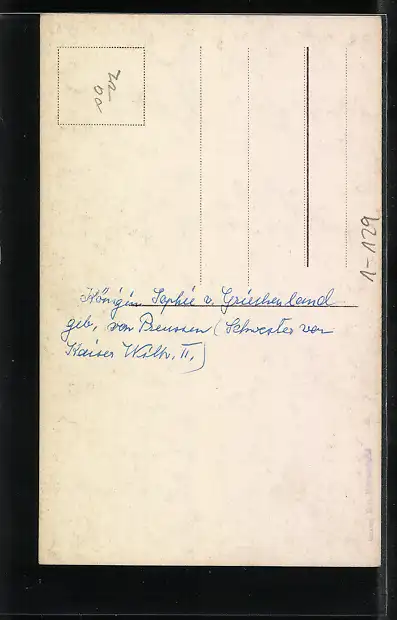 Königin Sophie v. Griechenland
geb. von Preussen (Schwester von
Kaiser Wilh. II.)
1-129